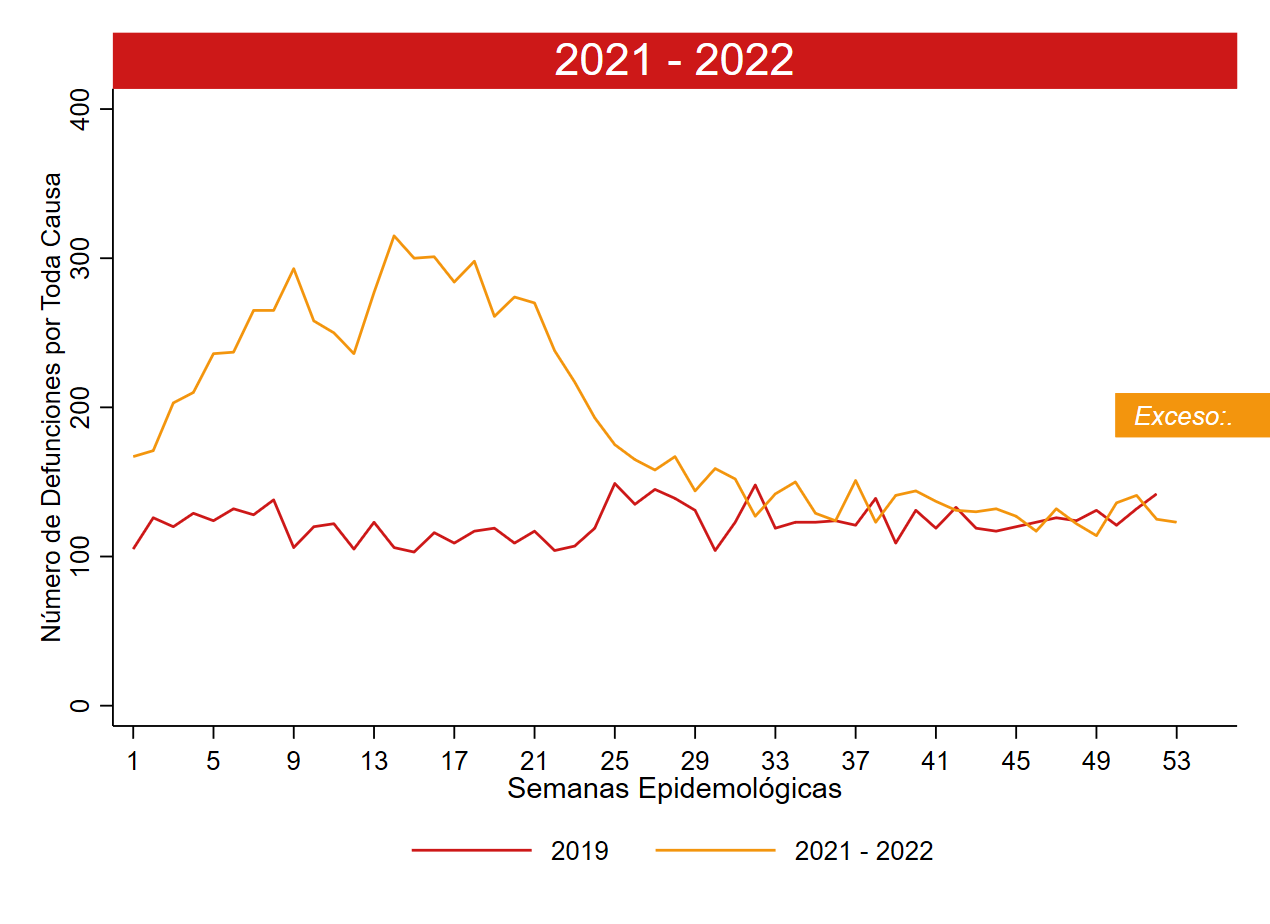 2021 - 2022
Número de Defunciones por Toda Causa
400
300
200
100
0
Exceso:.
1 5 9 13 17 21 25 29 33 37 41 45 49 53
Semanas Epidemológicas
2019 2021 - 2022